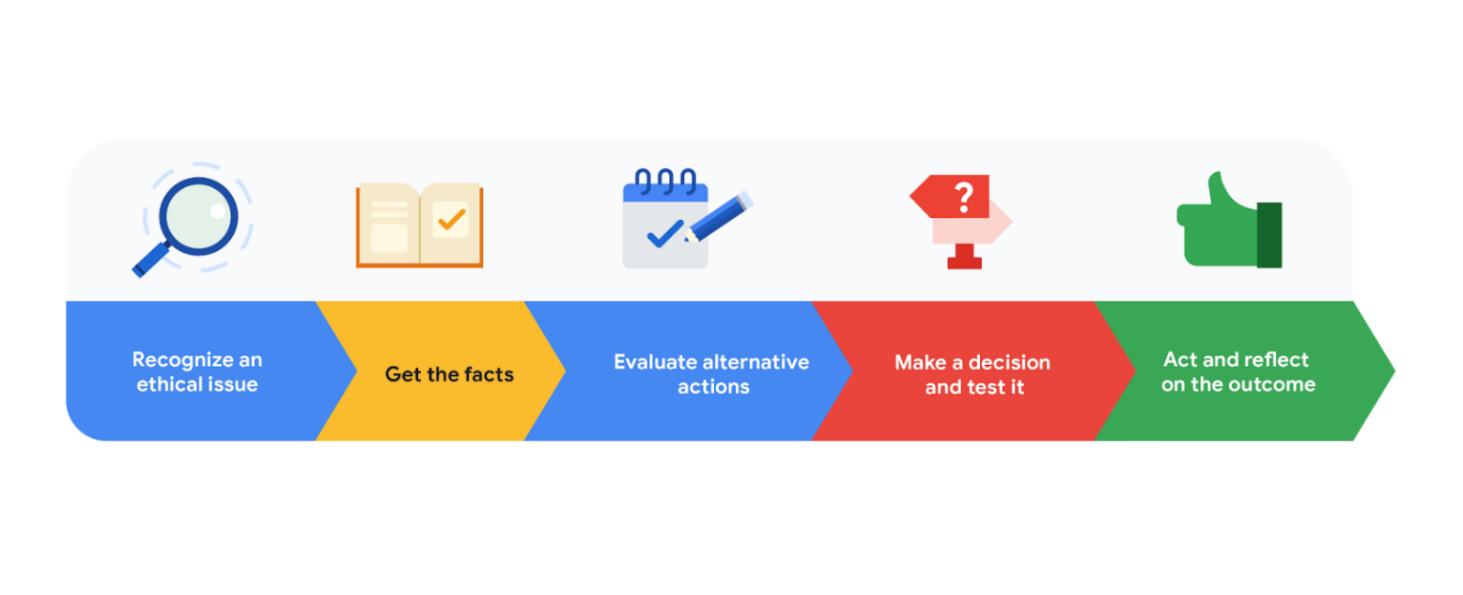 ?
Recognize an
ethical issue
Get the facts
Evaluate alternative
actions
Make a decision
and test it
Act and reflect
on the outcome